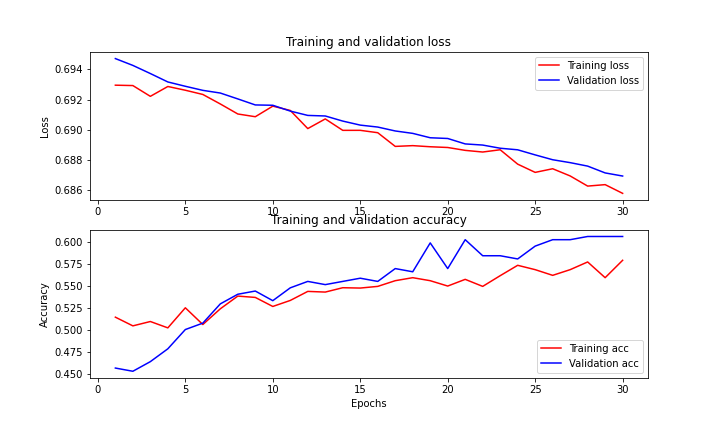 Training and validation loss
0.694
0.692
0.690
0.688
0.686
Loss
Training loss
Validation loss
0 5 10 15 20 25 30
Training and validation accuracy
0.600
0.575
0.550
0.525
0.500
0.475
0.450
Accuracy
Training acc
Validation acc
0 5 10 15 20 25 30
Epochs